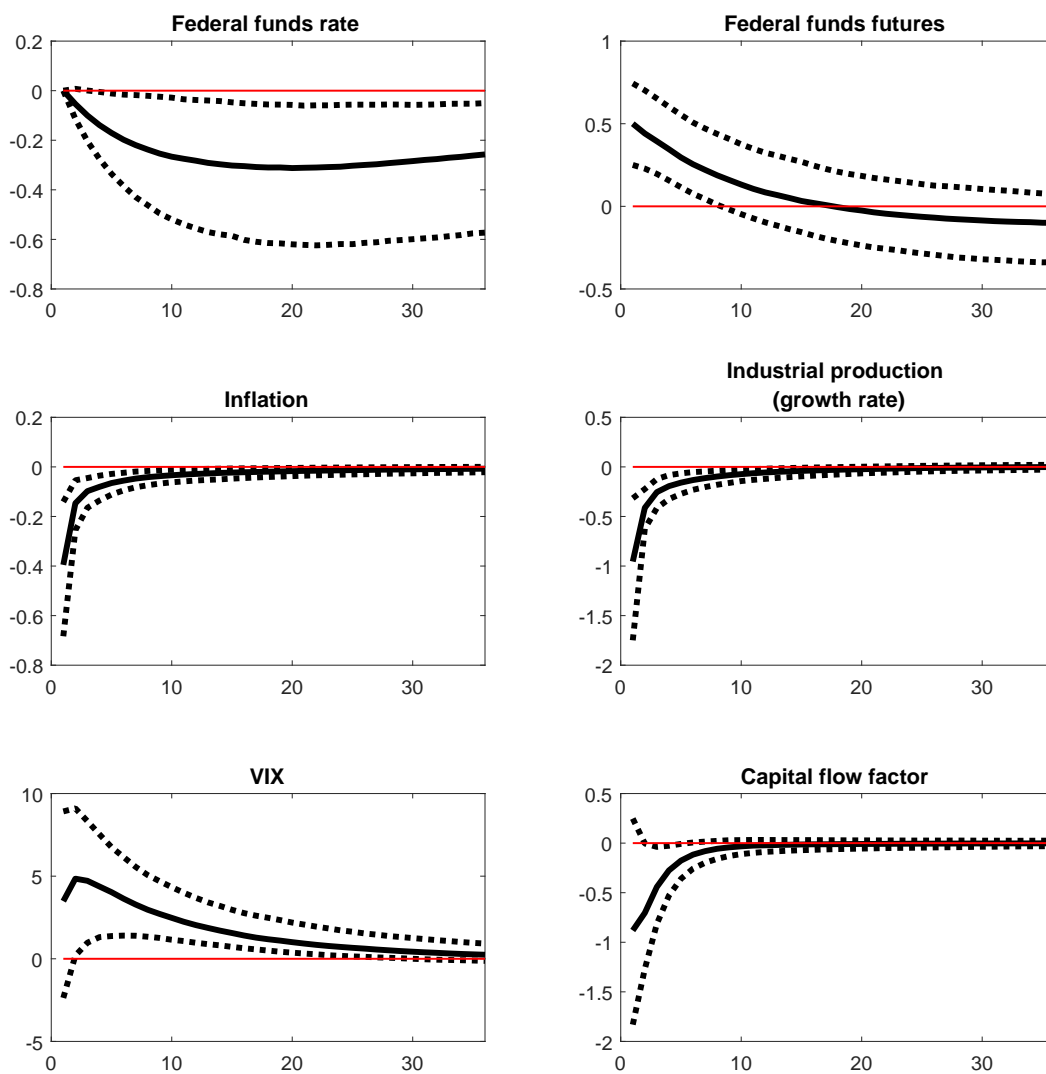 Federal funds rate
0.2
0
-0.2
-0.4
-0.6
-0.8
0 10 20 30
Federal funds futures
1
0.5
0
-0.5
0 10 20 30
Inflation
0.2
0
-0.2
-0.4
-0.6
-0.8
0 10 20 30
Industrial production
(growth rate)
0.5
0
-0.5
-1
-1.5
-2
0 10 20 30
VIX
10
5
0
-5
0 10 20 30
Capital flow factor
0.5
0
-0.5
-1
-1.5
-2
0 10 20 30